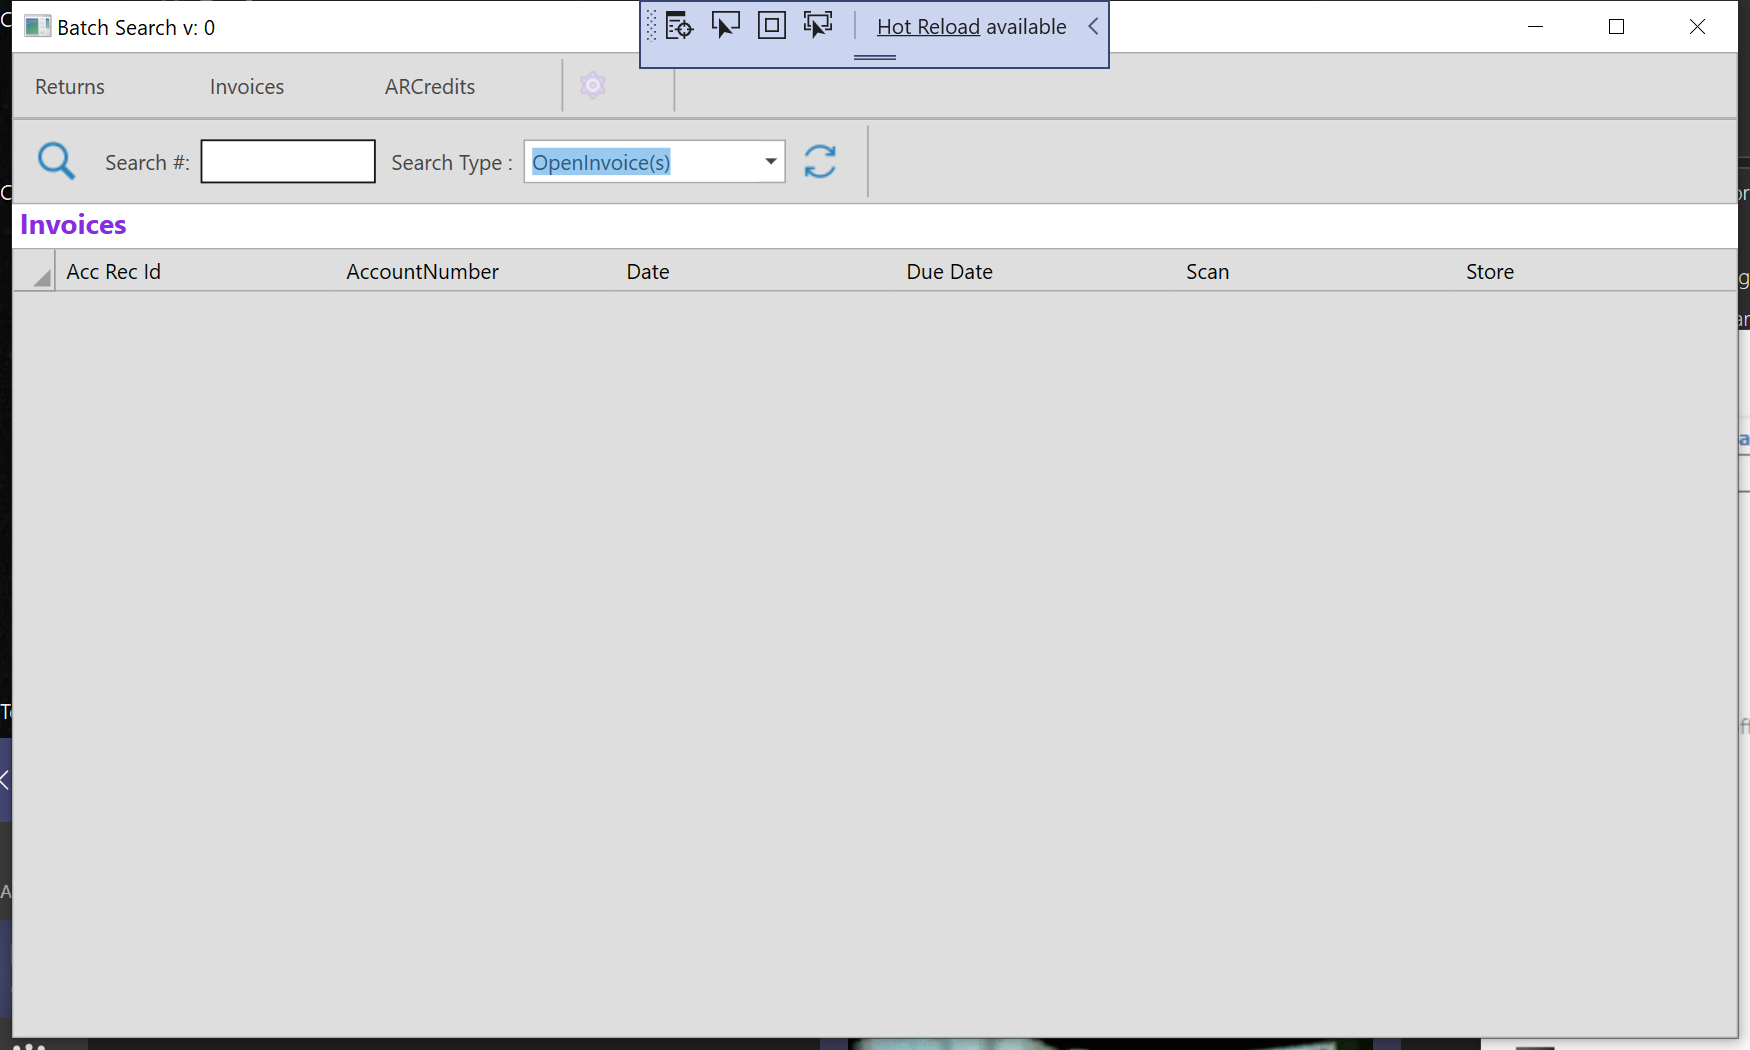 Batch Search v: 0
Hot Reload available
Returns Invoices ARCredits
Search #: Search Type : OpenInvoice(s)
Invoices
Acc Rec Id AccountNumber Date Due Date Scan Store